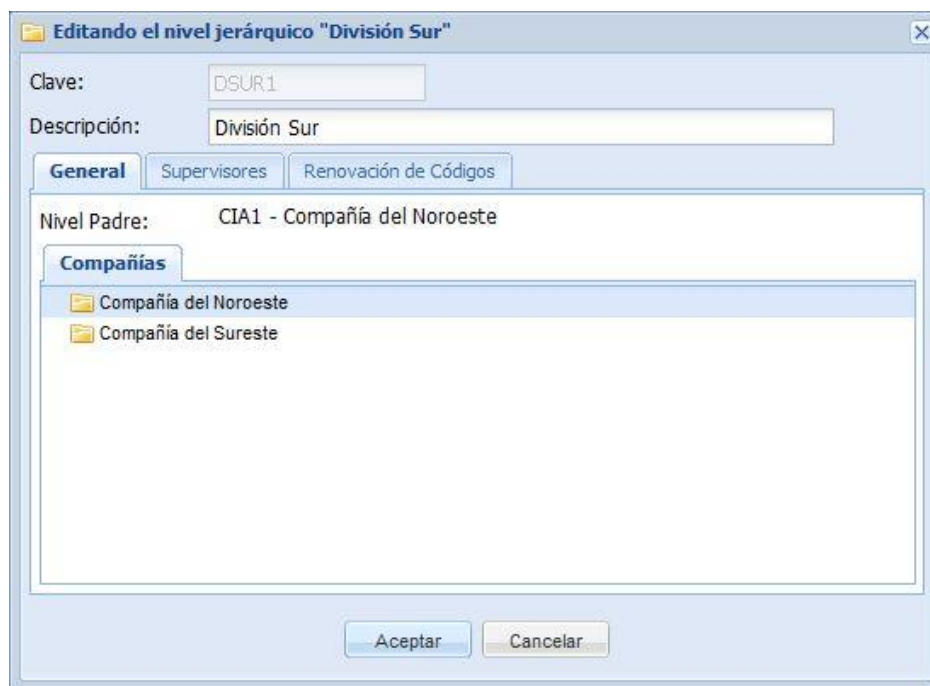 Editando el nivel jerárquico "División Sur"
Clave: DSUR1
Descripción: División Sur
General Supervisores Renovación de Códigos
Nivel Padre: CIA1 - Compañía del Noroeste
Compañías
Compañía del Noroeste
Compañía del Sureste
Aceptar Cancelar